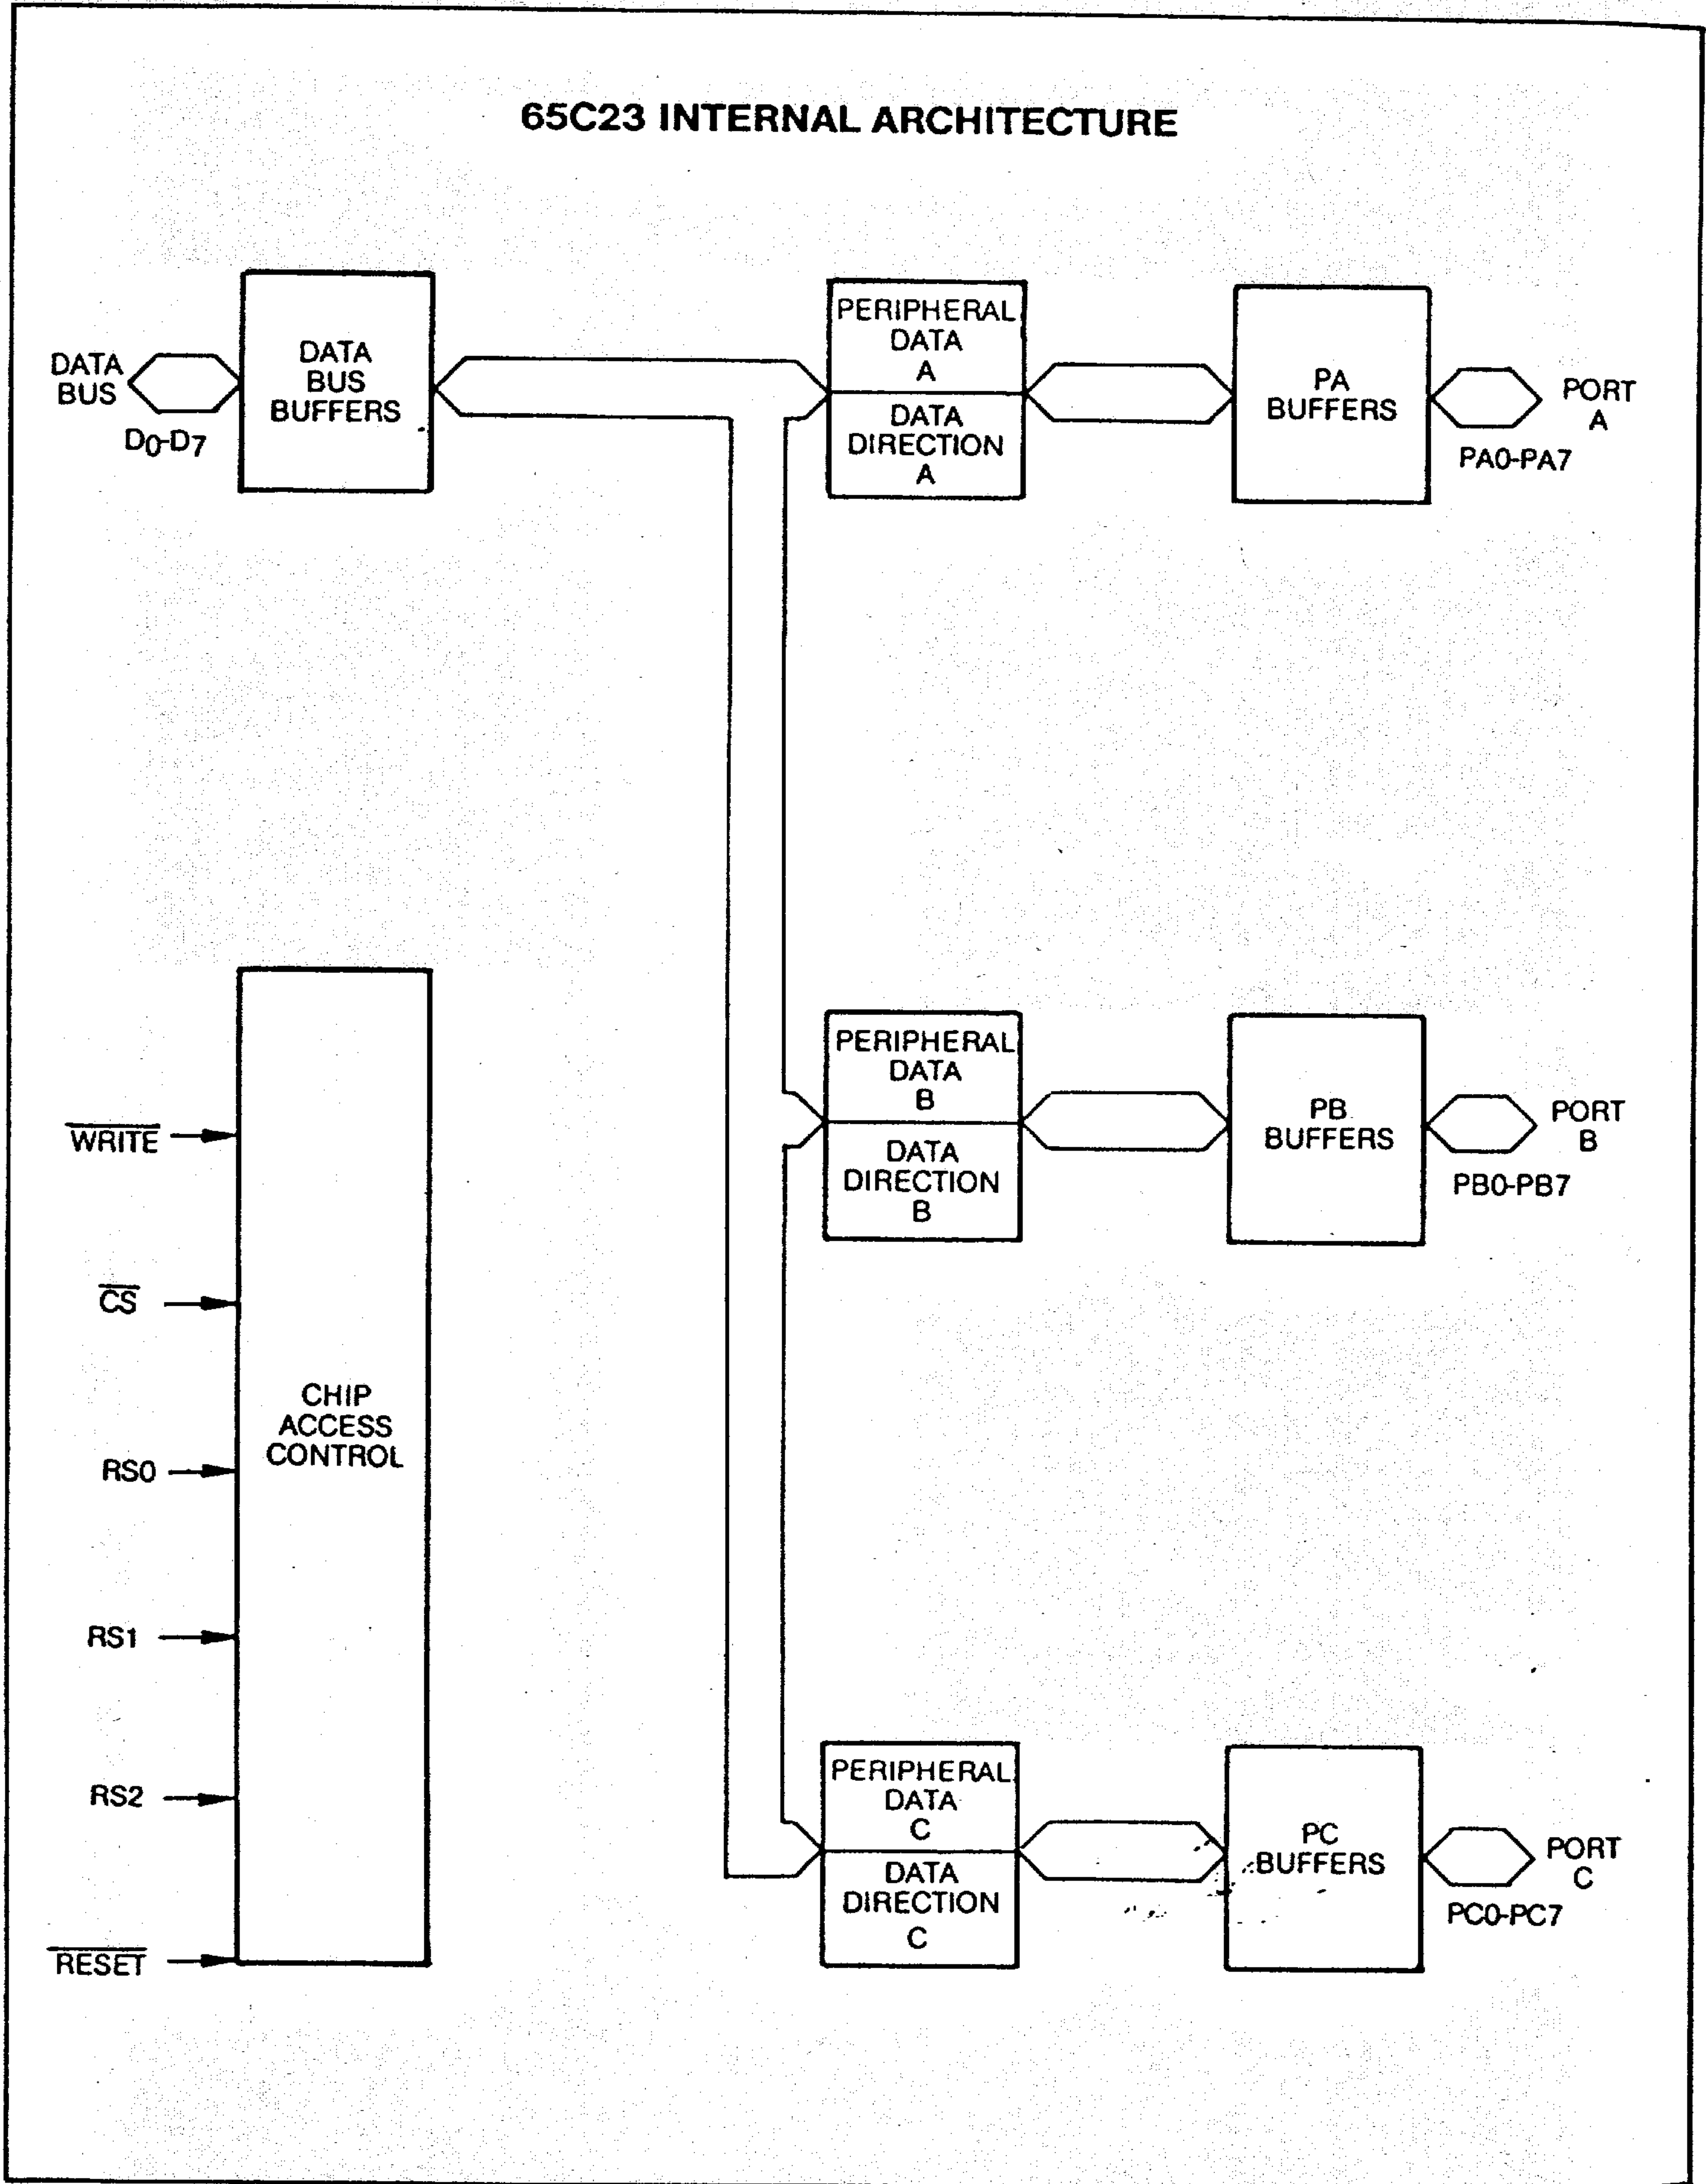 65C23 INTERNAL ARCHITECTURE
DATA
BUS
D0-D7
DATA
BUS
BUFFERS
PERIPHERAL
DATA
A
DATA
DIRECTION
A
PA
BUFFERS
PORT
A
PA0-PA7
WRITE
CS
RS0
RS1
RS2
RESET
CHIP
ACCESS
CONTROL
PERIPHERAL
DATA
B
DATA
DIRECTION
B
PB
BUFFERS
PORT
B
PB0-PB7
PERIPHERAL
DATA
C
DATA
DIRECTION
C
PC
BUFFERS
PORT
C
PC0-PC7